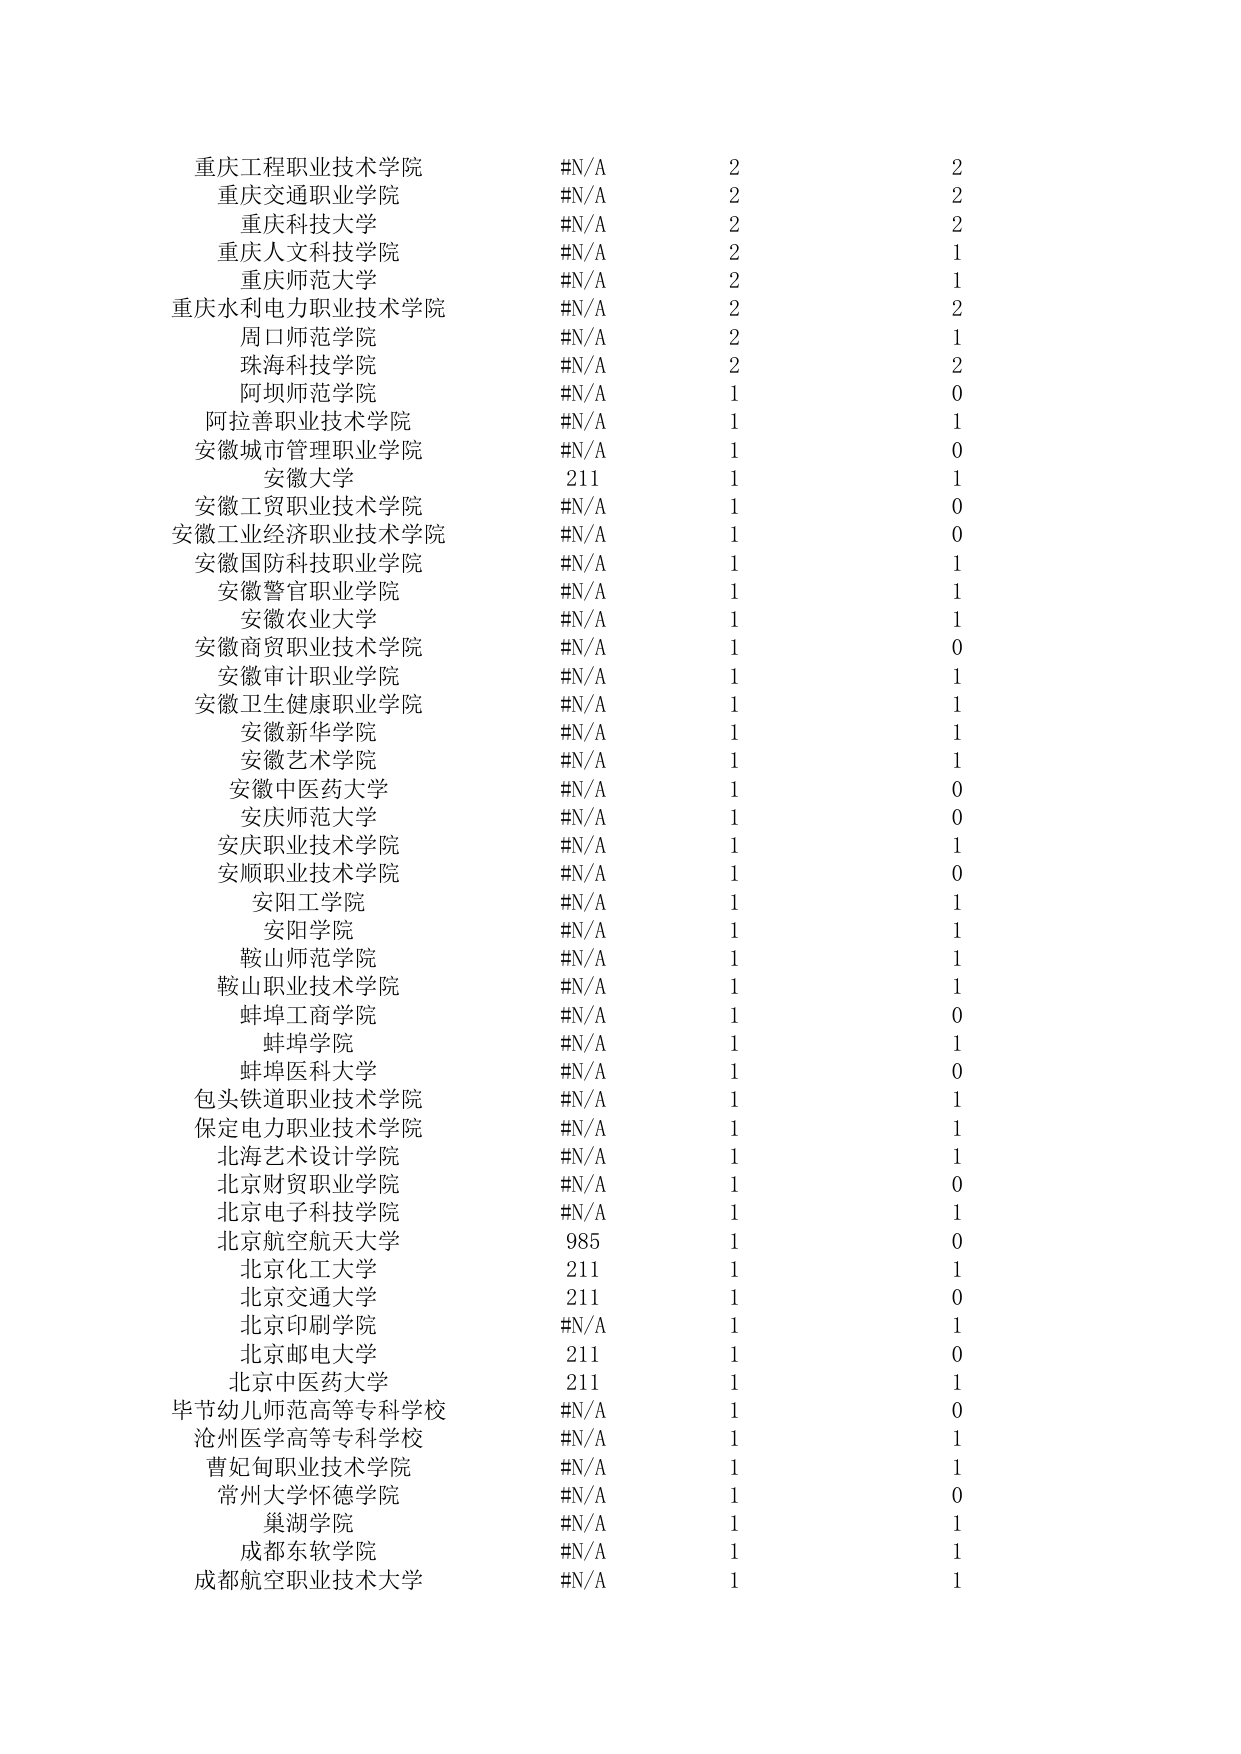 重庆工程职业技术学院 #N/A 2 2
重庆交通职业学院 #N/A 2 2
重庆科技大学 #N/A 2 2
重庆人文科技学院 #N/A 2 1
重庆师范大学 #N/A 2 1
重庆水利电力职业技术学院 #N/A 2 2
周口师范学院 #N/A 2 1
珠海科技学院 #N/A 2 2
阿坝师范学院 #N/A 1 0
阿拉善职业技术学院 #N/A 1 1
安徽城市管理职业学院 #N/A 1 0
安徽大学 211 1 1
安徽工贸职业技术学院 #N/A 1 0
安徽工业经济职业技术学院 #N/A 1 0
安徽国防科技职业学院 #N/A 1 1
安徽警官职业学院 #N/A 1 1
安徽农业大学 #N/A 1 1
安徽商贸职业技术学院 #N/A 1 0
安徽审计职业学院 #N/A 1 1
安徽卫生健康职业学院 #N/A 1 1
安徽新华学院 #N/A 1 1
安徽艺术学院 #N/A 1 1
安徽中医药大学 #N/A 1 0
安庆师范大学 #N/A 1 0
安庆职业技术学院 #N/A 1 1
安顺职业技术学院 #N/A 1 0
安阳工学院 #N/A 1 1
安阳学院 #N/A 1 1
鞍山师范学院 #N/A 1 1
鞍山职业技术学院 #N/A 1 1
蚌埠工商学院 #N/A 1 0
蚌埠学院 #N/A 1 1
蚌埠医科大学 #N/A 1 0
包头铁道职业技术学院 #N/A 1 1
保定电力职业技术学院 #N/A 1 1
北海艺术设计学院 #N/A 1 1
北京财贸职业学院 #N/A 1 0
北京电子科技学院 #N/A 1 1
北京航空航天大学 985 1 0
北京化工大学 211 1 1
北京交通大学 211 1 0
北京印刷学院 #N/A 1 1
北京邮电大学 211 1 0
北京中医药大学 211 1 1
毕节幼儿师范高等专科学校 #N/A 1 0
沧州医学高等专科学校 #N/A 1 1
曹妃甸职业技术学院 #N/A 1 1
常州大学怀德学院 #N/A 1 0
巢湖学院 #N/A 1 1
成都东软学院 #N/A 1 1
成都航空职业技术大学 #N/A 1 1